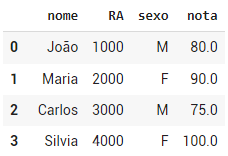 nome RA sexo nota
0 João 1000 M 80.0
1 Maria 2000 F 90.0
2 Carlos 3000 M 75.0
3 Silvia 4000 F 100.0